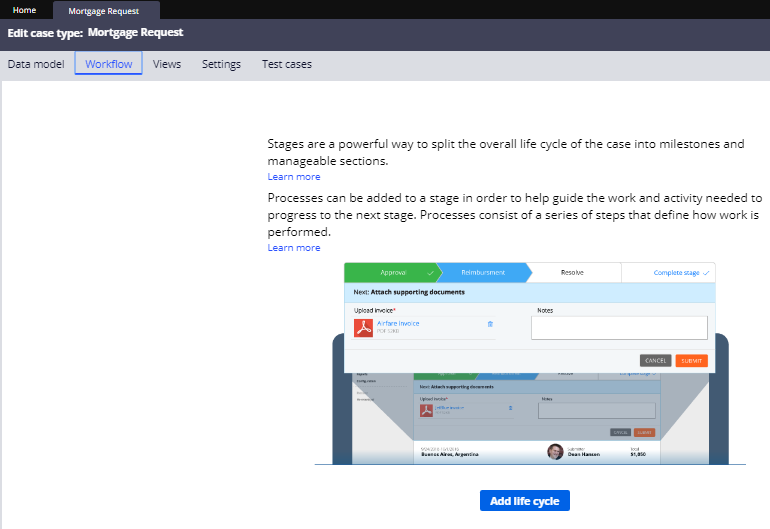 Home
Mortgage Request
Edit case type: Mortgage Request
Data model
Workflow
Views
Settings
Test cases
Stages are a powerful way to split the overall life cycle of the case into milestones and
manageable sections.
Learn more
Processes can be added to a stage in order to help guide the work and activity needed to
progress to the next stage. Processes consist of a series of steps that define how work is
performed.
Learn more
Approval
Reimbursment
Resolve
Complete stage
Next: Attach supporting documents
Upload invoice*
Notes
Airfare invoice
CANCEL
SUBMIT
Next: Attach supporting documents
Upload invoice*
Notes
CANCEL
SUBMIT
Buenos Aires, Argentina
Submitter
Dean Hansen
Total
$1,850
Add life cycle